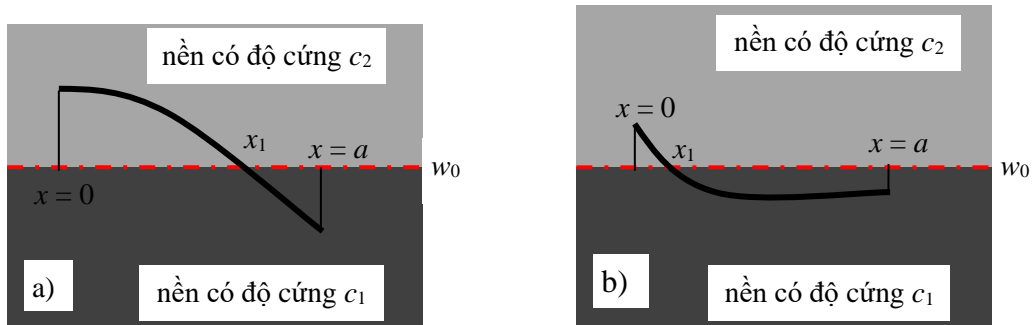 nền có độ cứng c₂
x₁
x = a
w₀
x = 0
a)
nền có độ cứng c₁
nền có độ cứng c₂
x = 0
x₁
x = a
w₀
b)
nền có độ cứng c₁